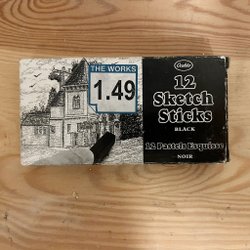 THE WORKS
1.49
12
Sketch
Sticks
BLACK
12 Pastels Esquisse
NOIR